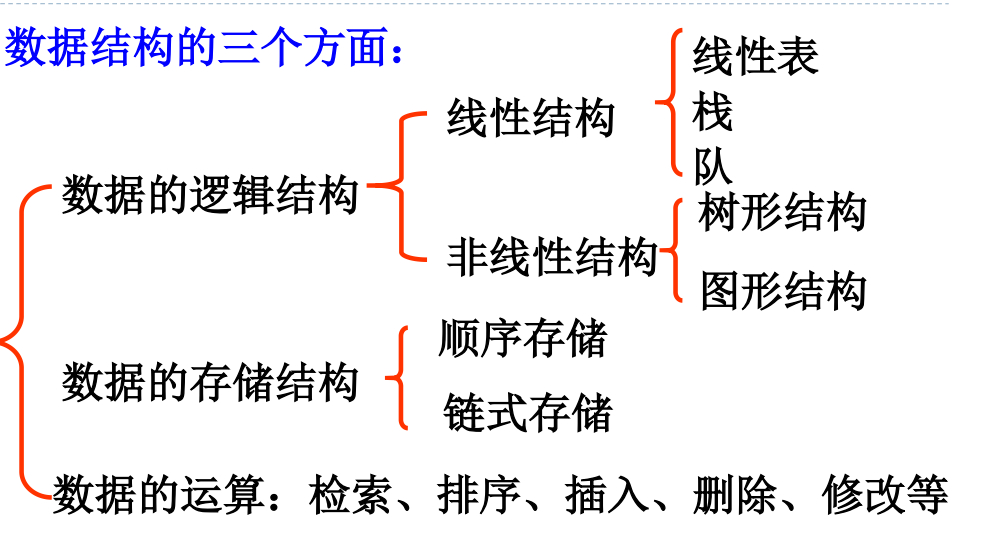 数据结构的三个方面：
数据的逻辑结构
线性结构
线性表
栈
队
非线性结构
树形结构
图形结构
数据的存储结构
顺序存储
链式存储
数据的运算：检索、排序、插入、删除、修改等